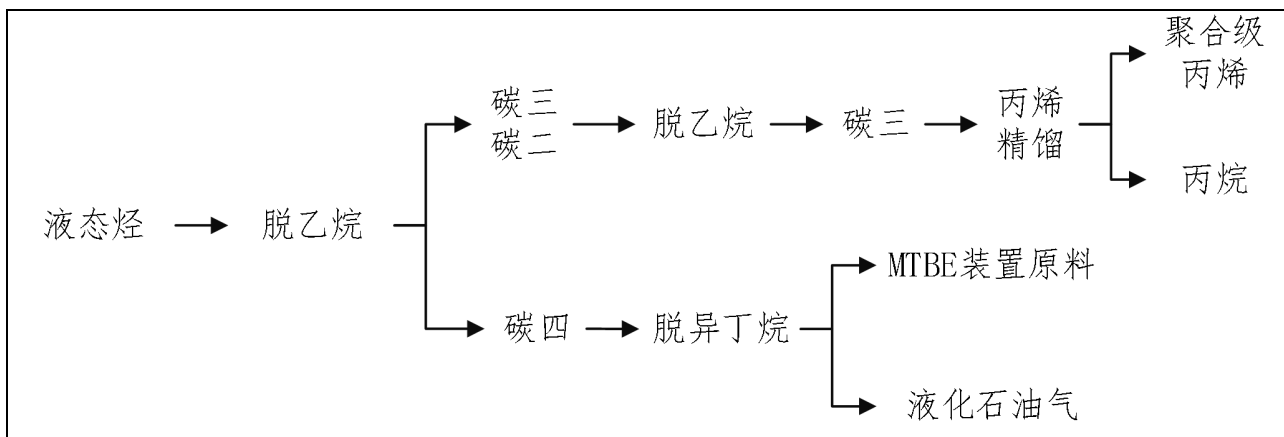 聚合级
丙烯
碳三
碳二
脱乙烷
碳三
丙烯
精馏
丙烷
液态烃
脱乙烷
MTBE装置原料
碳四
脱异丁烷
液化石油气